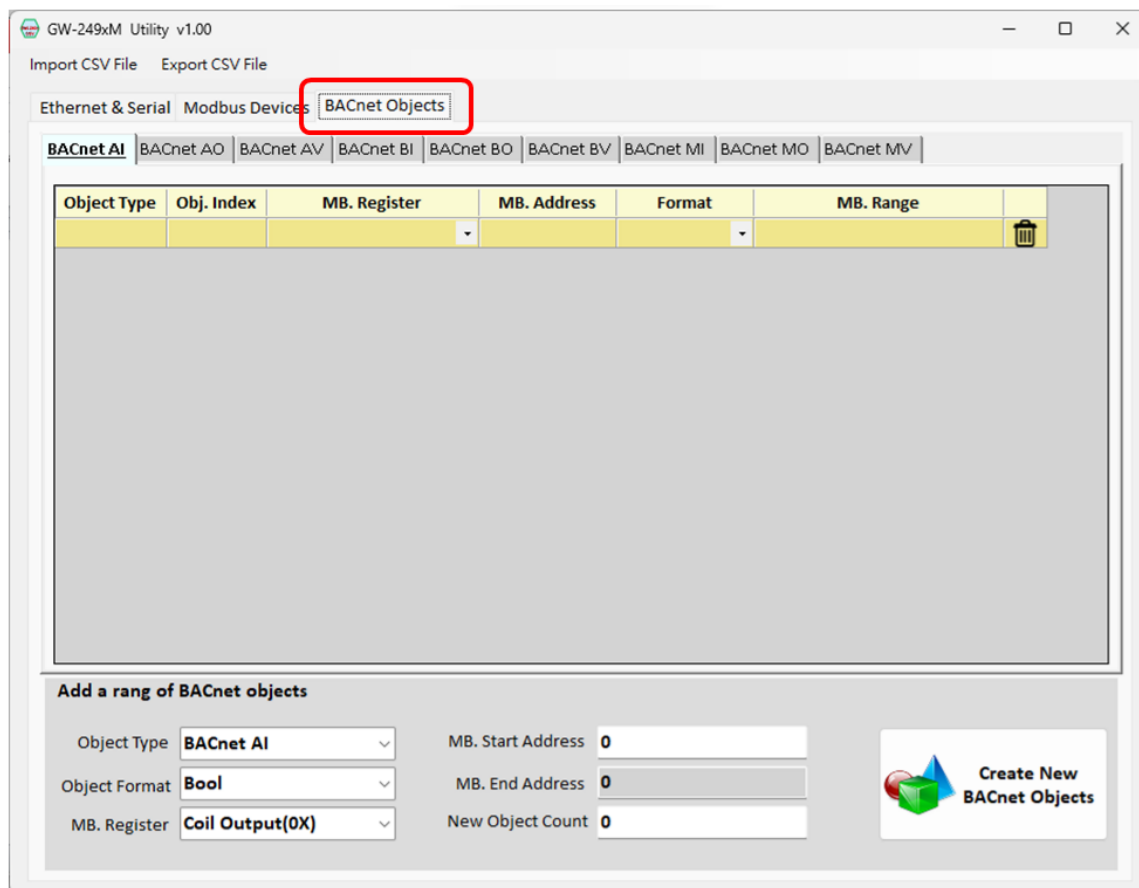 GW-249xM Utility v1.00
Import CSV File Export CSV File
Ethernet & Serial Modbus Devices BACnet Objects
BACnet AI BACnet AO BACnet AV BACnet BI BACnet BO BACnet BV BACnet MI BACnet MO BACnet MV
Object Type Obj. Index MB. Register MB. Address Format MB. Range
Add a rang of BACnet objects
Object Type BACnet AI MB. Start Address 0
Object Format Bool MB. End Address 0
MB. Register Coil Output(0X) New Object Count 0
Create New
BACnet Objects